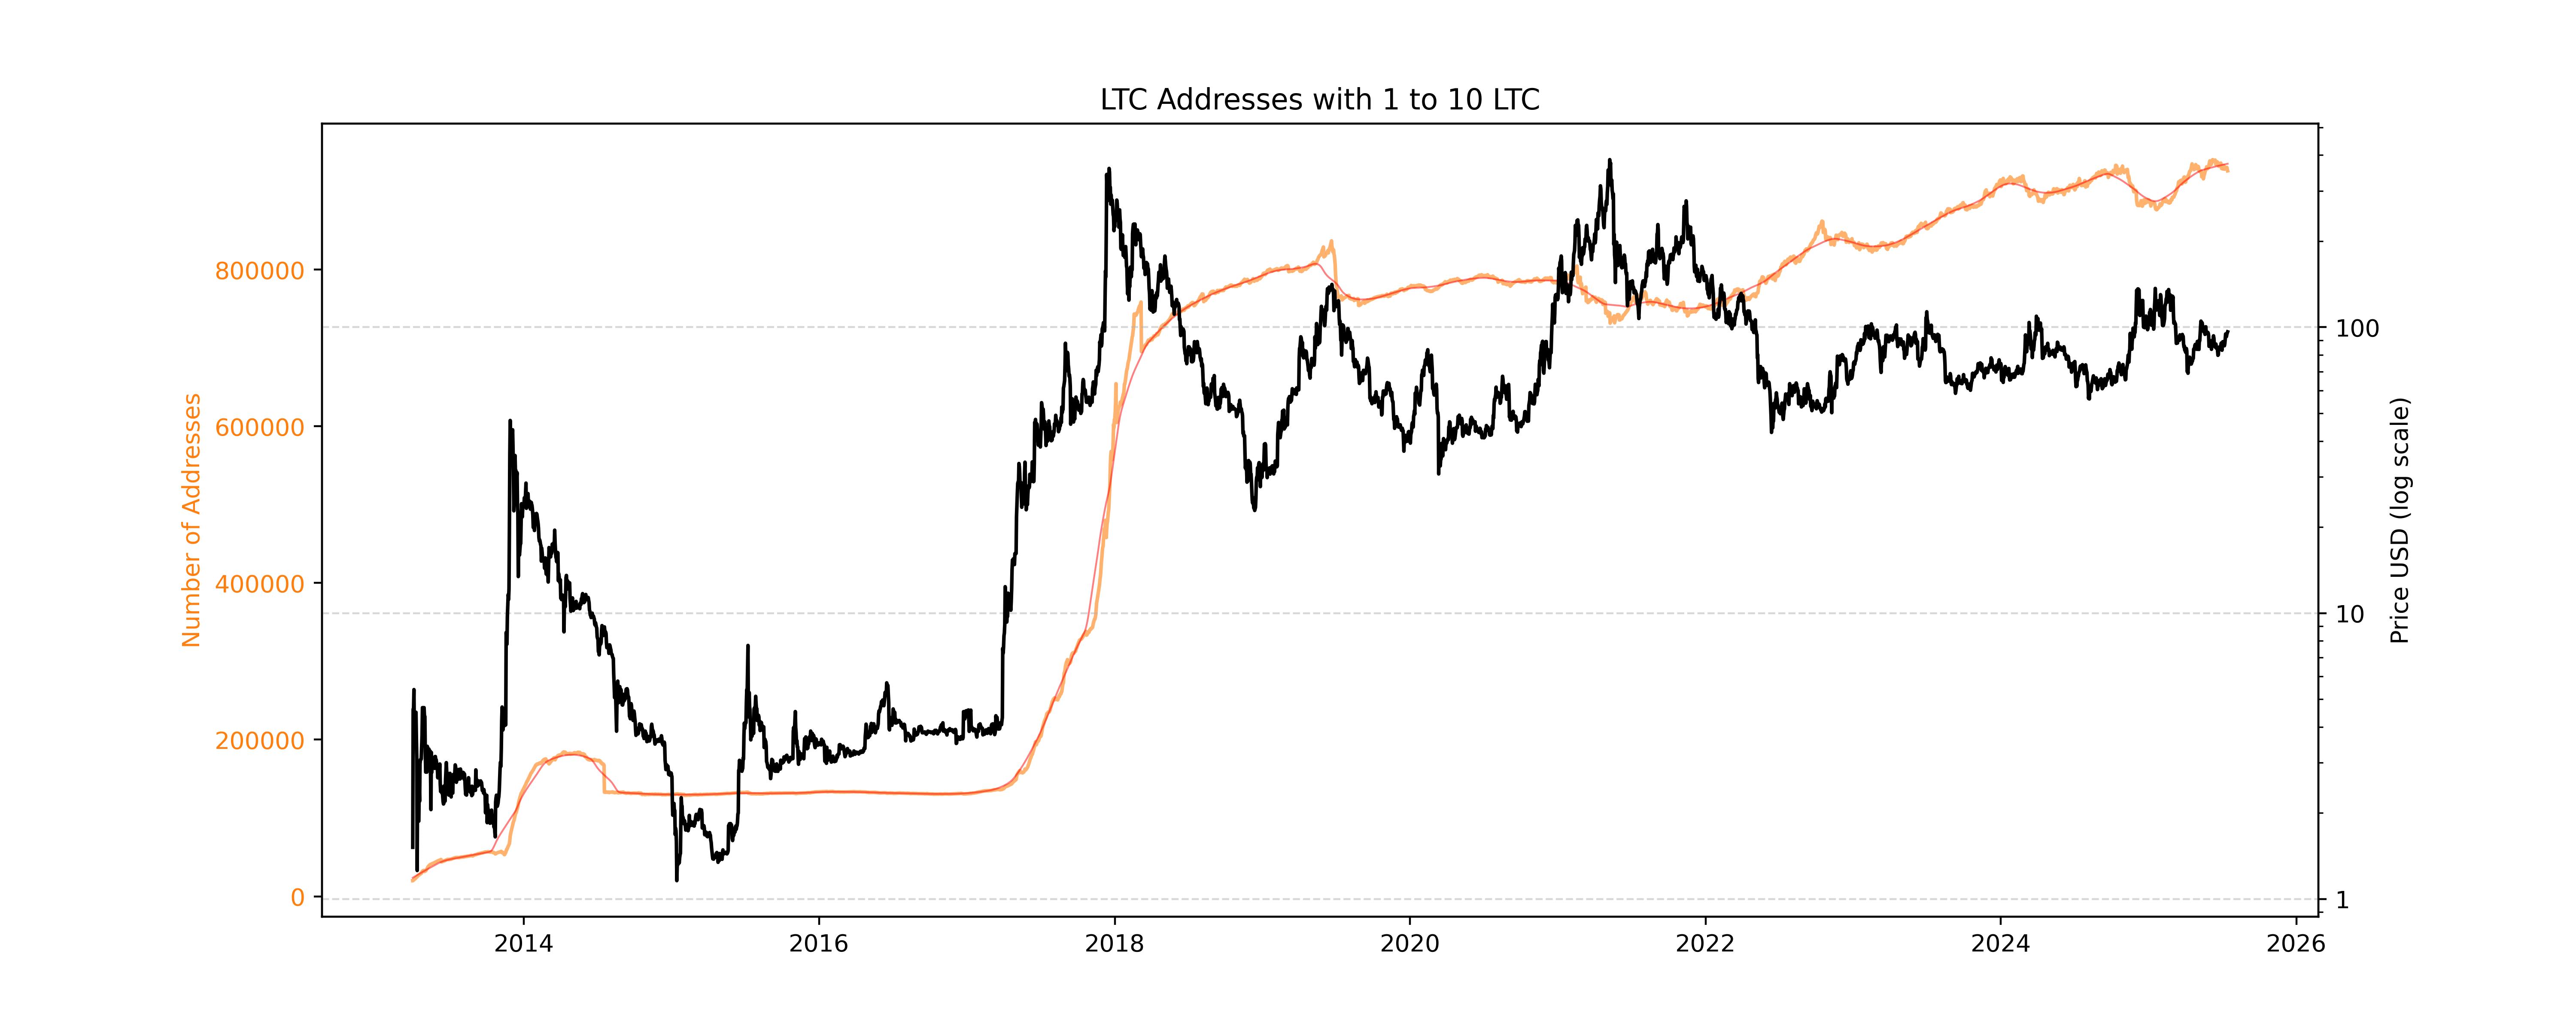 LTC Addresses with 1 to 10 LTC
Number of Addresses
800000
600000
400000
200000
0
100
10
1
Price USD (log scale)
2014 2016 2018 2020 2022 2024 2026